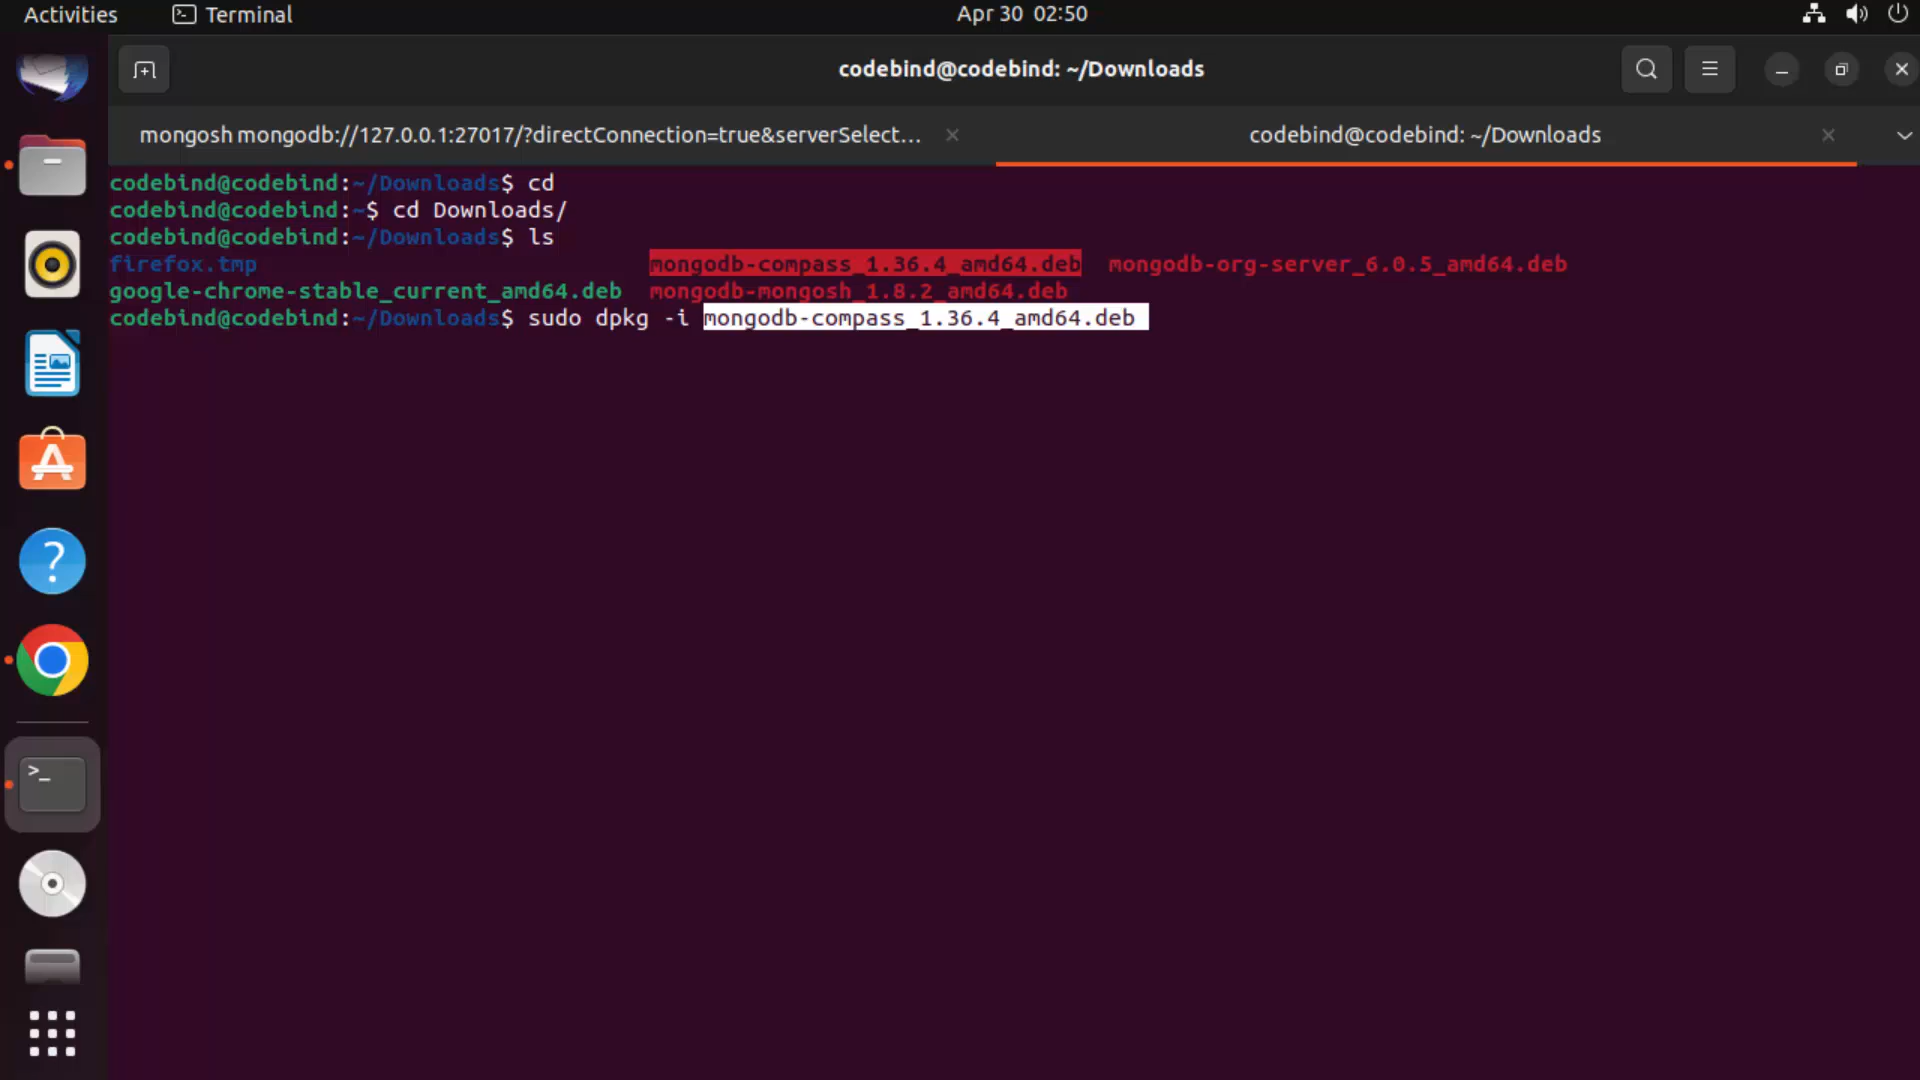 Activities Terminal Apr 30 02:50
codebind@codebind: ~/Downloads
mongosh mongodb://127.0.0.1:27017/?directConnection=true&serverSelect... codebind@codebind: ~/Downloads
codebind@codebind:~/Downloads$ cd
codebind@codebind:~$ cd Downloads/
codebind@codebind:~/Downloads$ ls
firefox.tmp mongodb-compass_1.36.4_amd64.deb mongodb-org-server_6.0.5_amd64.deb
google-chrome-stable_current_amd64.deb mongodb-mongosh_1.8.2_amd64.deb
codebind@codebind:~/Downloads$ sudo dpkg -i mongodb-compass_1.36.4_amd64.deb